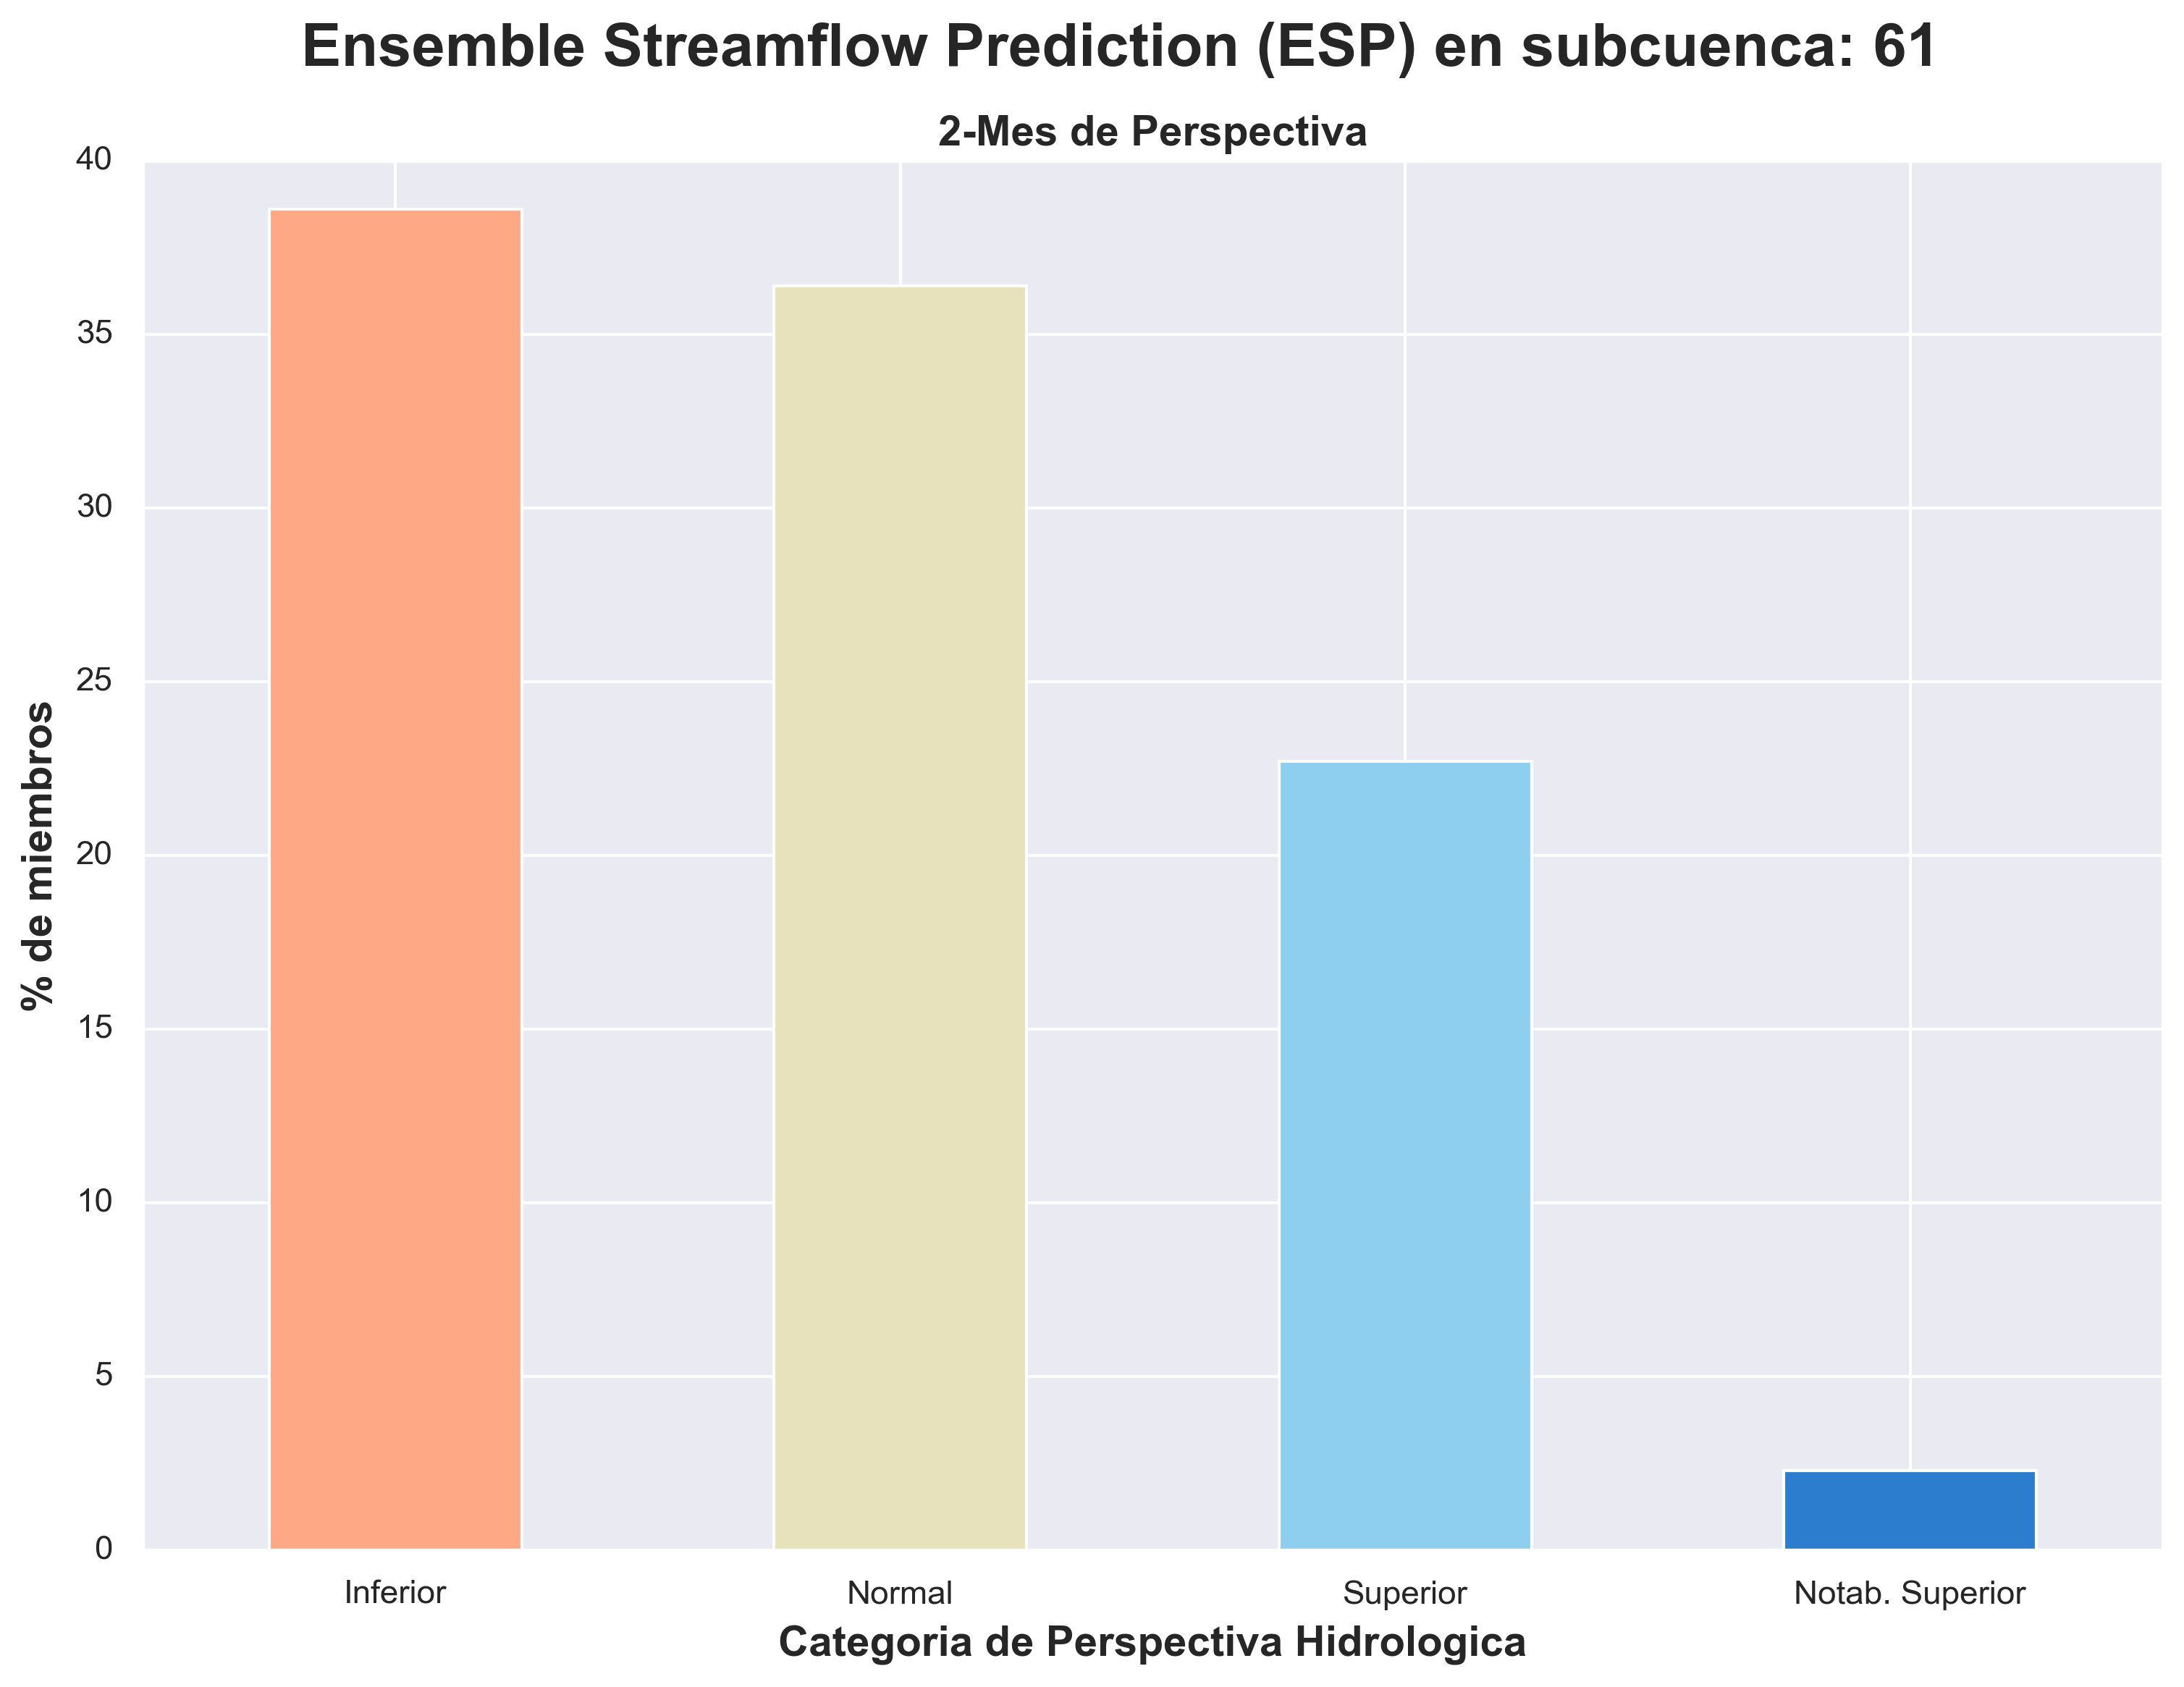 Ensemble Streamflow Prediction (ESP) en subcuenca: 61
2-Mes de Perspectiva
40
35
30
25
20
15
10
5
0
% de miembros
Inferior Normal Superior Notab. Superior
Categoria de Perspectiva Hidrologica